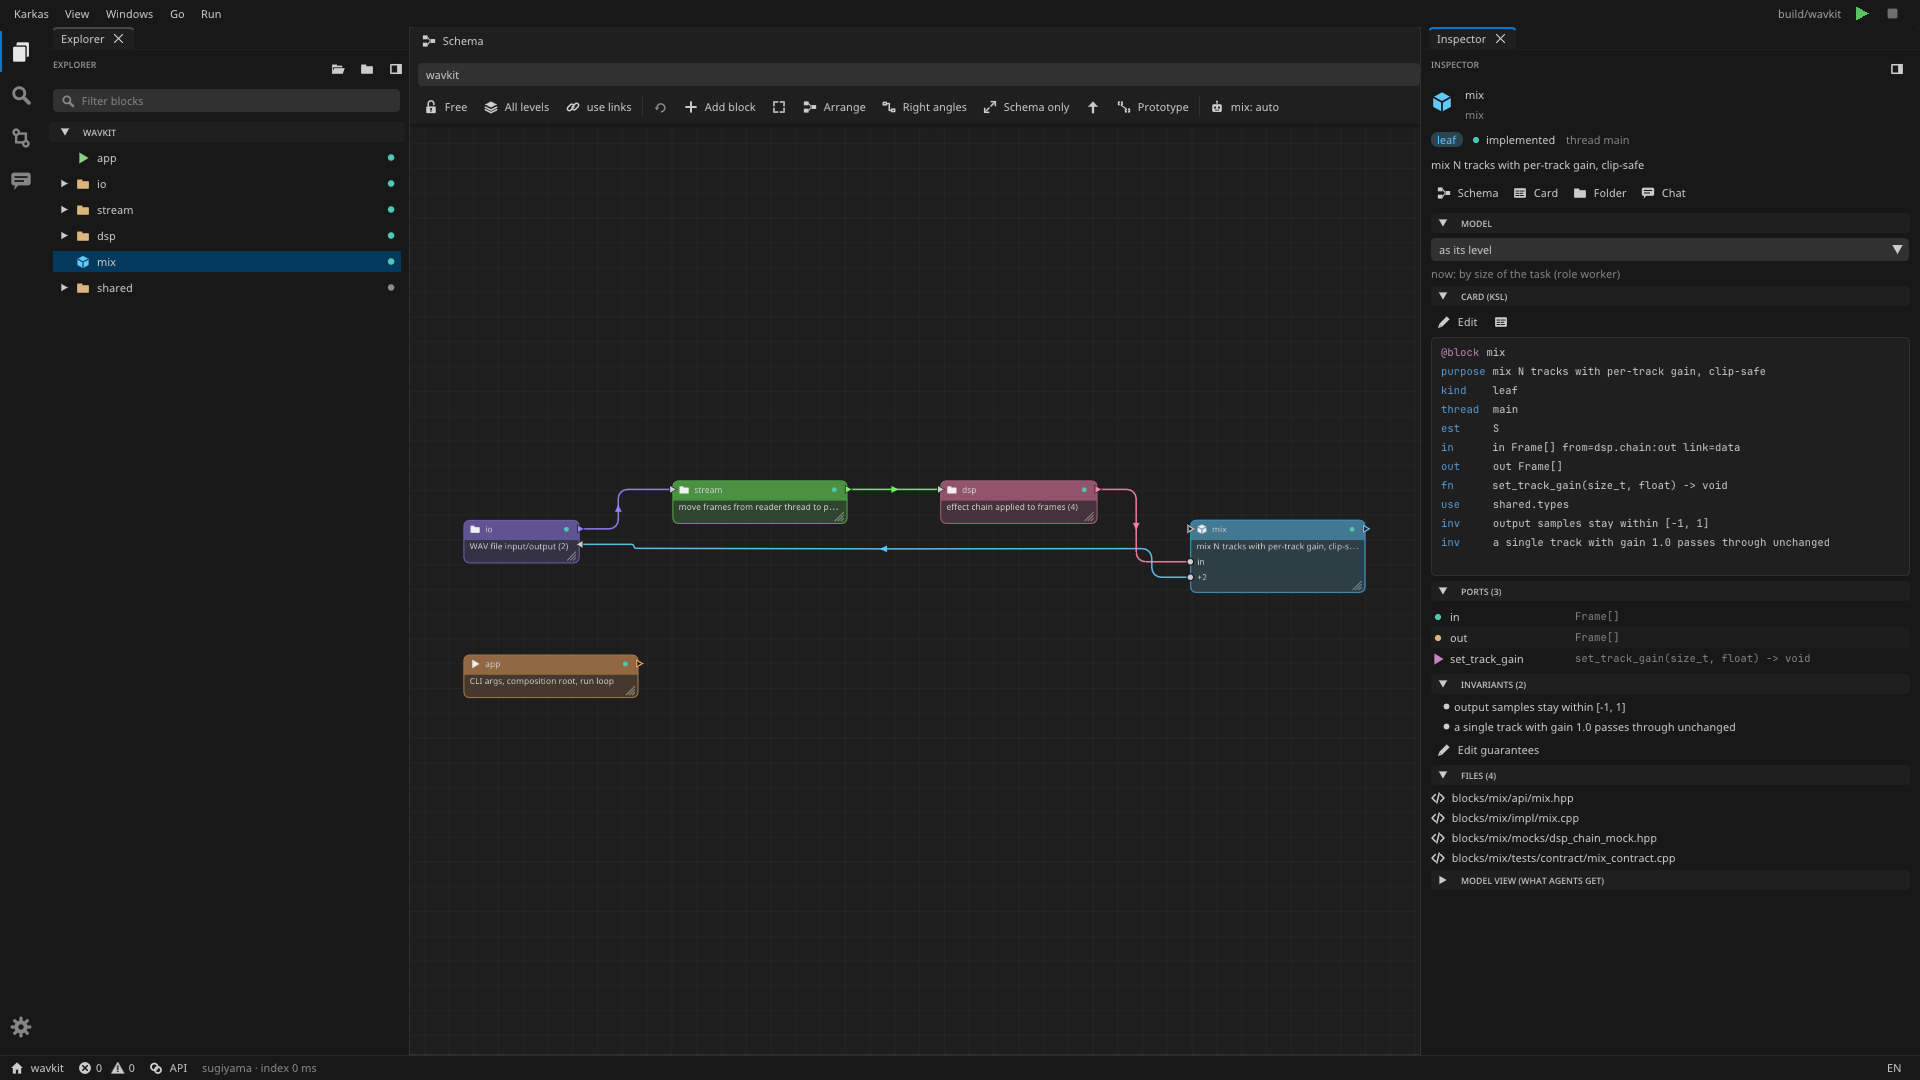 Karkas View Windows Go Run
build/wavkit
Explorer
EXPLORER
Filter blocks
WAVKIT
app
io
stream
dsp
mix
shared
Schema
wavkit
Free All levels use links Add block Arrange Right angles Schema only Prototype mix: auto
stream
move frames from reader thread to p...
dsp
effect chain applied to frames (4)
io
WAV file input/output (2)
mix
mix N tracks with per-track gain, clip-s...
in
+2
app
CLI args, composition root, run loop
Inspector
INSPECTOR
mix
mix
leaf implemented thread main
mix N tracks with per-track gain, clip-safe
Schema Card Folder Chat
MODEL
as its level
now: by size of the task (role worker)
CARD (KSL)
Edit
@block mix
purpose mix N tracks with per-track gain, clip-safe
kind leaf
thread main
est S
in in Frame[] from=dsp.chain:out link=data
out out Frame[]
fn set_track_gain(size_t, float) -> void
use shared.types
inv output samples stay within [-1, 1]
inv a single track with gain 1.0 passes through unchanged
PORTS (3)
in Frame[]
out Frame[]
set_track_gain set_track_gain(size_t, float) -> void
INVARIANTS (2)
output samples stay within [-1, 1]
a single track with gain 1.0 passes through unchanged
Edit guarantees
FILES (4)
blocks/mix/api/mix.hpp
blocks/mix/impl/mix.cpp
blocks/mix/mocks/dsp_chain_mock.hpp
blocks/mix/tests/contract/mix_contract.cpp
MODEL VIEW (WHAT AGENTS GET)
wavkit 0 0 API sugiyama · index 0 ms
EN